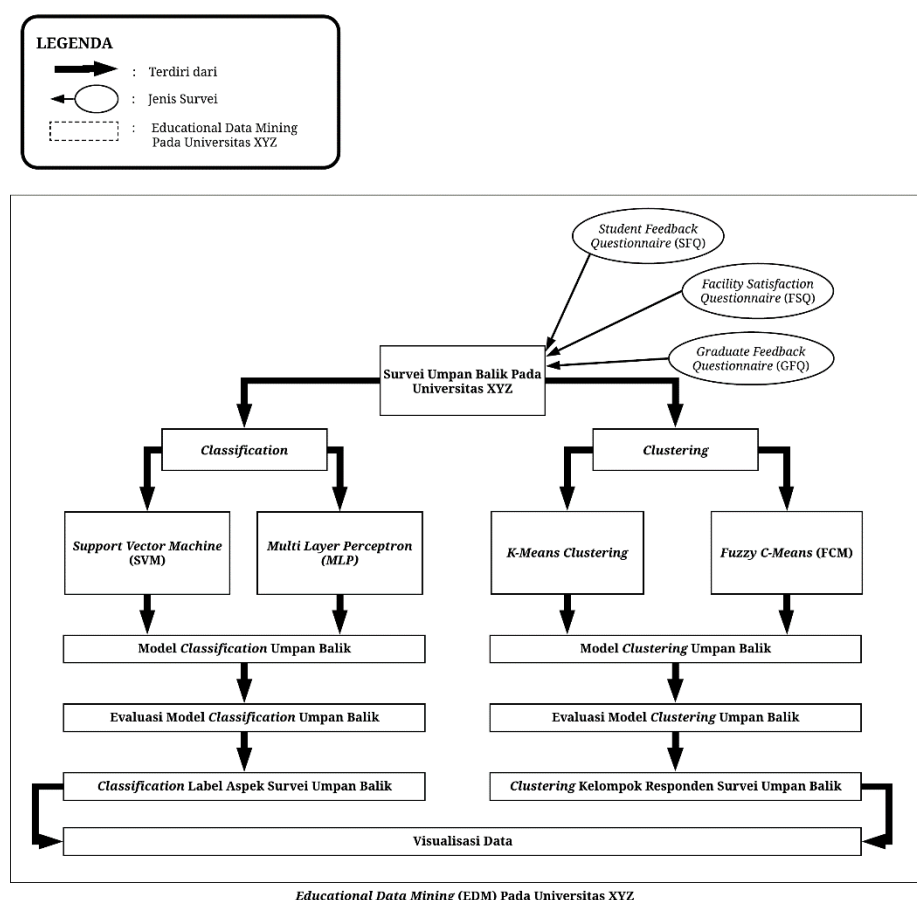 LEGENDA
: Terdiri dari
: Jenis Survei
: Educational Data Mining
Pada Universitas XYZ
Student Feedback
Questionnaire (SFQ)
Facility Satisfaction
Questionnaire (FSQ)
Graduate Feedback
Questionnaire (GFQ)
Survei Umpan Balik Pada
Universitas XYZ
Classification
Clustering
Support Vector Machine
(SVM)
Multi Layer Perceptron
(MLP)
K-Means Clustering
Fuzzy C-Means (FCM)
Model Classification Umpan Balik
Model Clustering Umpan Balik
Evaluasi Model Classification Umpan Balik
Evaluasi Model Clustering Umpan Balik
Classification Label Aspek Survei Umpan Balik
Clustering Kelompok Responden Survei Umpan Balik
Visualisasi Data
Educational Data Mining (EDM) Pada Universitas XYZ